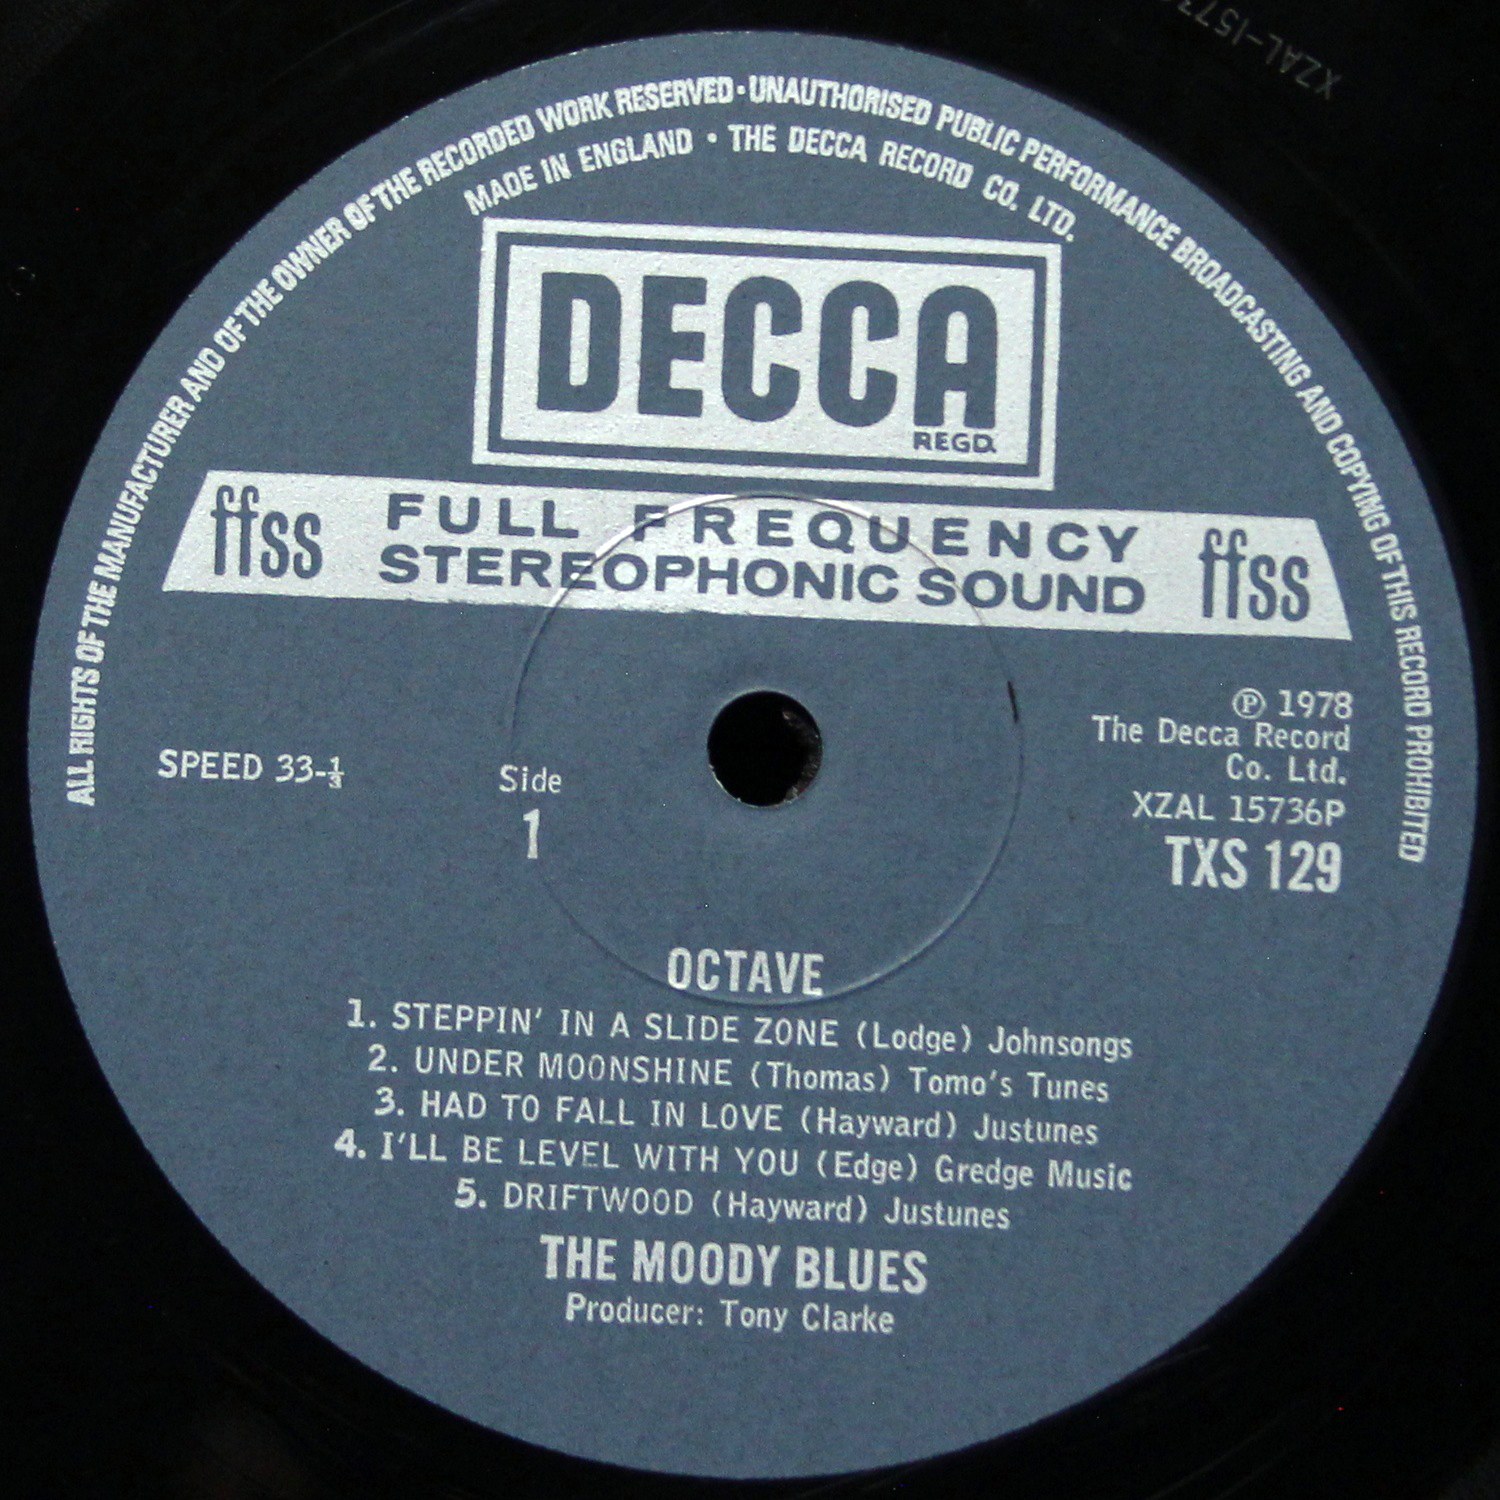 XZAL-1573
ALL RIGHTS OF THE MANUFACTURER AND OF THE OWNER OF THE RECORDED WORK RESERVED · UNAUTHORISED PUBLIC PERFORMANCE BROADCASTING AND COPYING OF THIS RECORD PROHIBITED
MADE IN ENGLAND · THE DECCA RECORD CO. LTD.
DECCA
REGD.
ffss FULL FREQUENCY ffss
STEREOPHONIC SOUND
℗ 1978
The Decca Record
Co. Ltd.
XZAL 15736P
TXS 129
SPEED 33-⅓
Side
1
OCTAVE
1. STEPPIN' IN A SLIDE ZONE (Lodge) Johnsongs
2. UNDER MOONSHINE (Thomas) Tomo's Tunes
3. HAD TO FALL IN LOVE (Hayward) Justunes
4. I'LL BE LEVEL WITH YOU (Edge) Gredge Music
5. DRIFTWOOD (Hayward) Justunes
THE MOODY BLUES
Producer: Tony Clarke